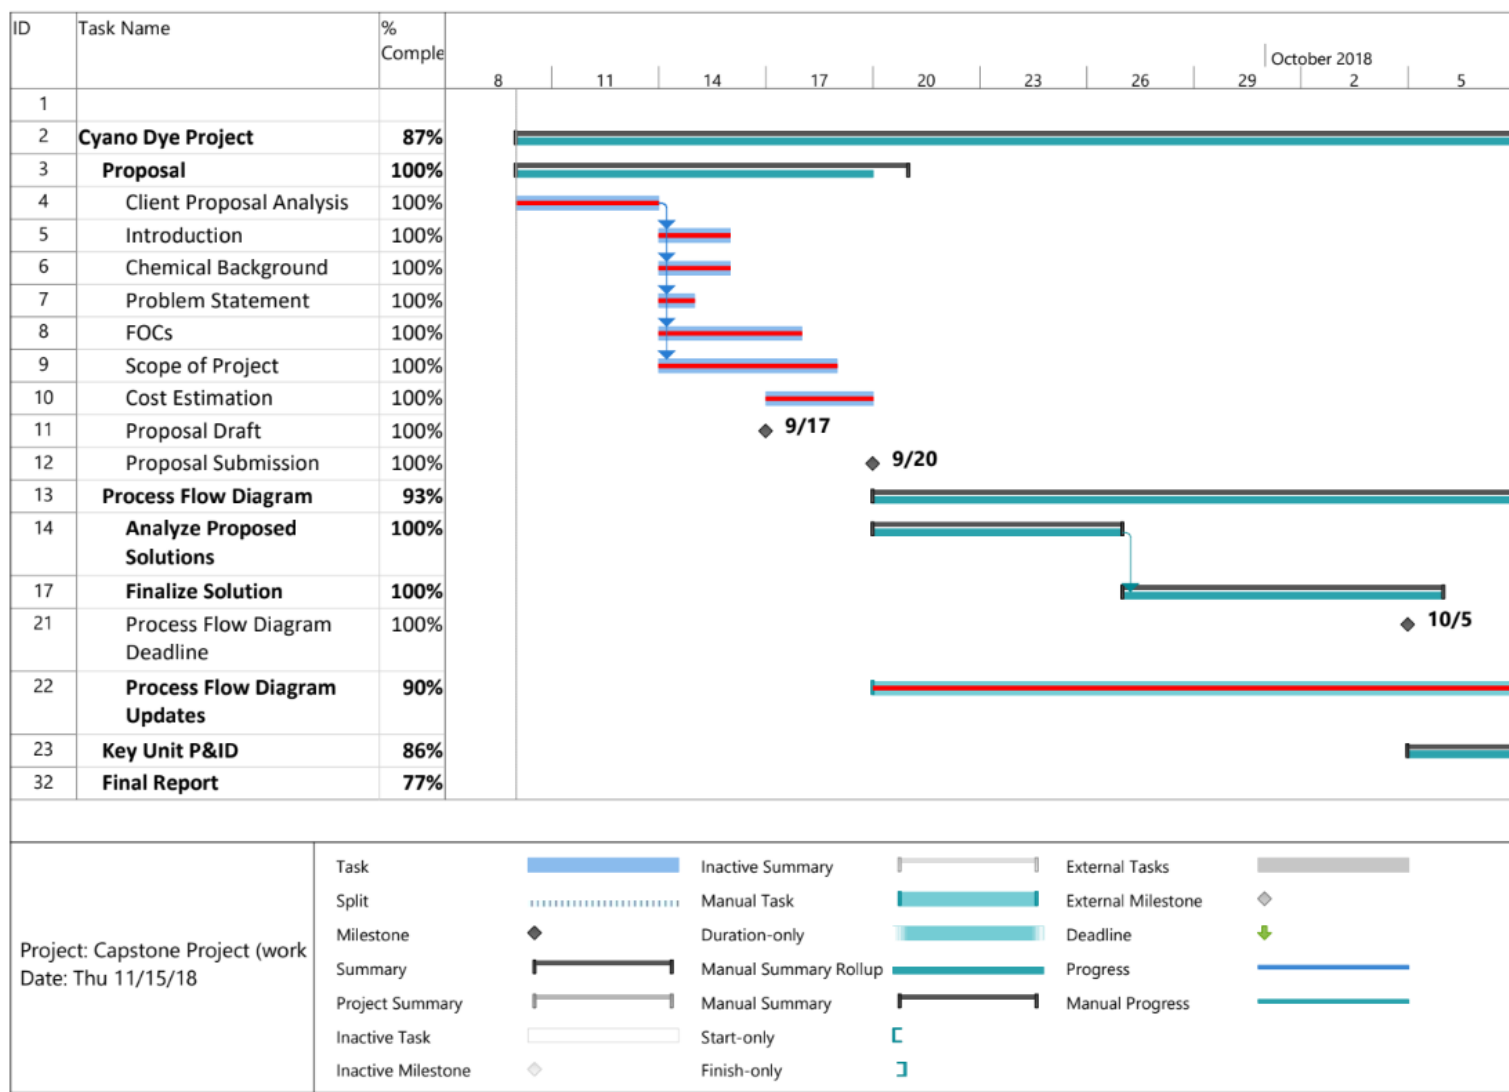 ID Task Name %
Comple
October 2018
8 11 14 17 20 23 26 29 2 5
1
2 Cyano Dye Project 87%
3 Proposal 100%
4 Client Proposal Analysis 100%
5 Introduction 100%
6 Chemical Background 100%
7 Problem Statement 100%
8 FOCs 100%
9 Scope of Project 100%
10 Cost Estimation 100%
11 Proposal Draft 100% 9/17
12 Proposal Submission 100% 9/20
13 Process Flow Diagram 93%
14 Analyze Proposed 100%
Solutions
17 Finalize Solution 100%
21 Process Flow Diagram 100% 10/5
Deadline
22 Process Flow Diagram 90%
Updates
23 Key Unit P&ID 86%
32 Final Report 77%
Project: Capstone Project (work
Date: Thu 11/15/18
Task
Split
Milestone
Summary
Project Summary
Inactive Task
Inactive Milestone
Inactive Summary
Manual Task
Duration-only
Manual Summary Rollup
Manual Summary
Start-only
Finish-only
External Tasks
External Milestone
Deadline
Progress
Manual Progress